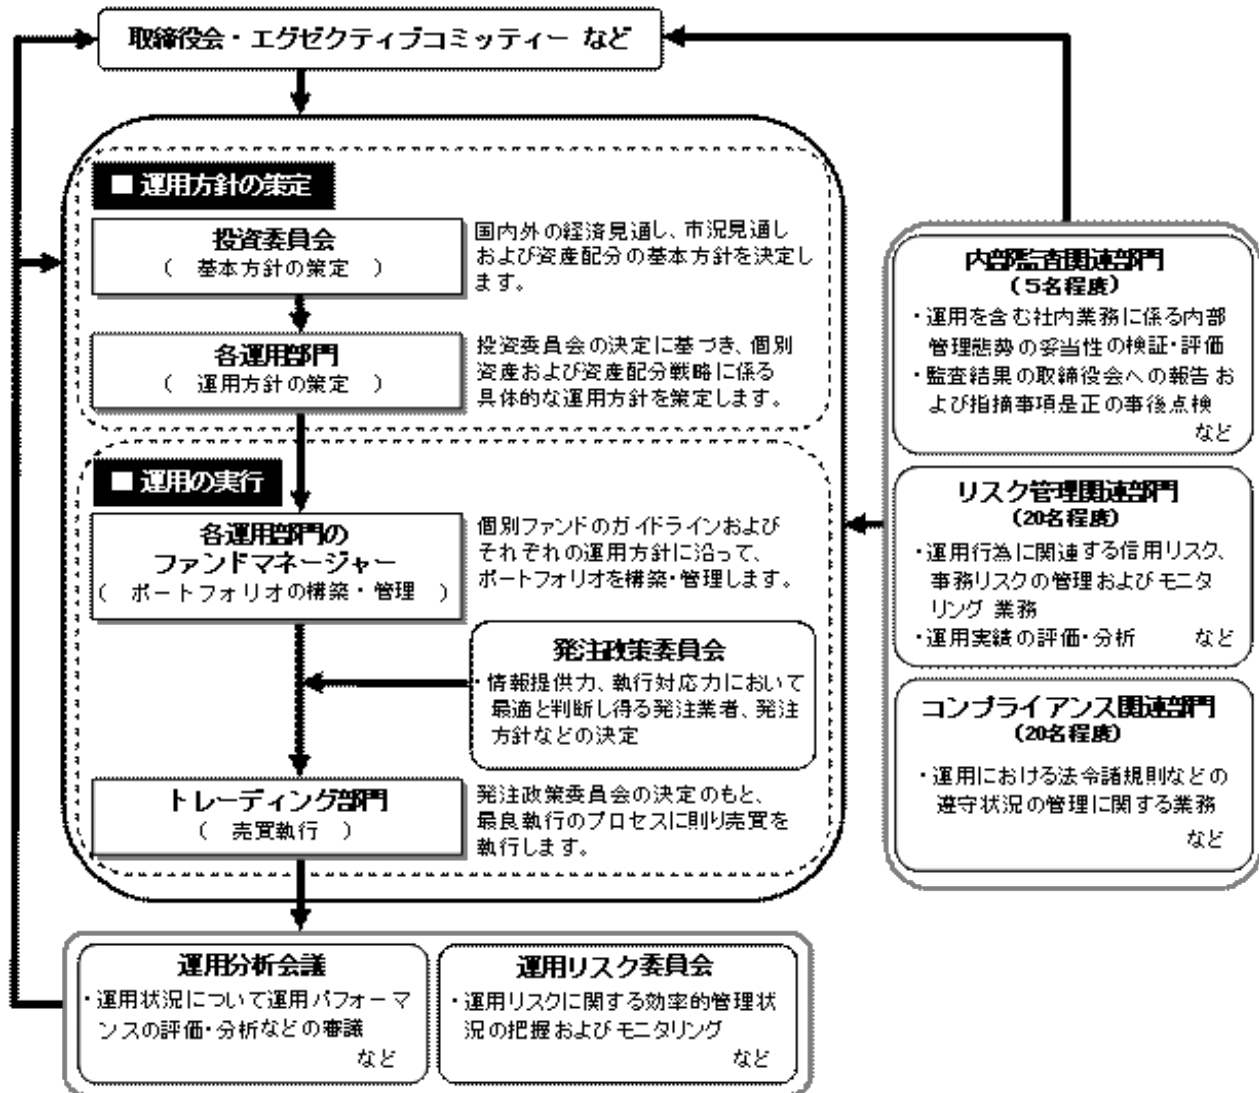 取締役会・エグゼクティブコミッティー など
■ 運用方針の策定
投資委員会
( 基本方針の策定 )
国内外の経済見通し、市況見通し
および資産配分の基本方針を決定し
ます。
各運用部門
( 運用方針の策定 )
投資委員会の決定に基づき、個別
資産および資産配分戦略に係る
具体的な運用方針を策定します。
■ 運用の実行
各運用部門の
ファンドマネージャー
( ポートフォリオの構築・管理 )
個別ファンドのガイドラインおよび
それぞれの運用方針に沿って、
ポートフォリオを構築・管理します。
発注政策委員会
・情報提供力、執行対応力において
最適と判断し得る発注業者、発注
方針などの決定
トレーディング部門
( 売買執行 )
発注政策委員会の決定のもと、
最良執行のプロセスに則り売買を
執行します。
運用分析会議
・運用状況について運用パフォーマ
ンスの評価・分析などの審議
など
運用リスク委員会
・運用リスクに関する効率的管理状
況の把握およびモニタリング
など
内部監査関連部門
(5名程度)
・運用を含む社内業務に係る内部
管理態勢の妥当性の検証・評価
・監査結果の取締役会への報告お
よび指摘事項是正の事後点検
など
リスク管理関連部門
(20名程度)
・運用行為に関連する信用リスク、
事務リスクの管理およびモニタ
リング 業務
・運用実績の評価・分析 など
コンプライアンス関連部門
(20名程度)
・運用における法令諸規則などの
遵守状況の管理に関する業務
など